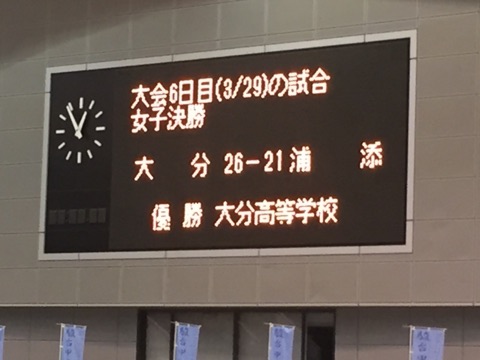 大会6日目(3/29)の試合
女子決勝
大 分 26-21 浦 添
優 勝 大分高等学校